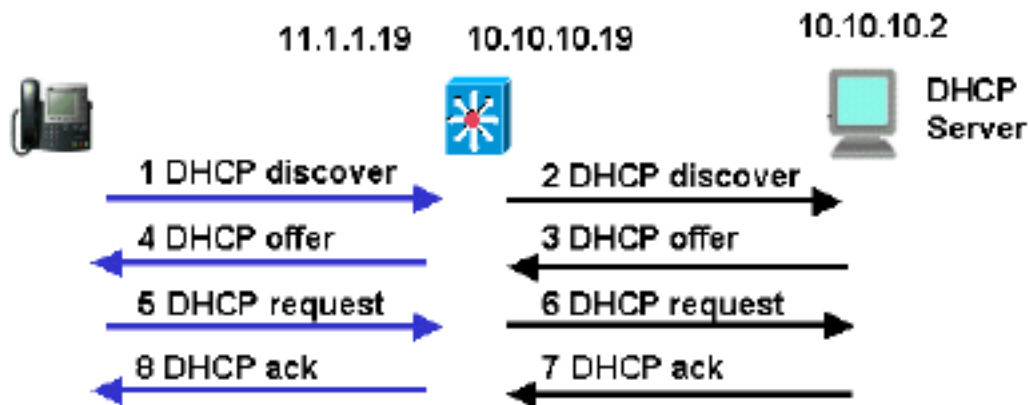 11.1.1.19 10.10.10.19 10.10.10.2
DHCP
Server
1 DHCP discover 2 DHCP discover
4 DHCP offer 3 DHCP offer
5 DHCP request 6 DHCP request
8 DHCP ack 7 DHCP ack